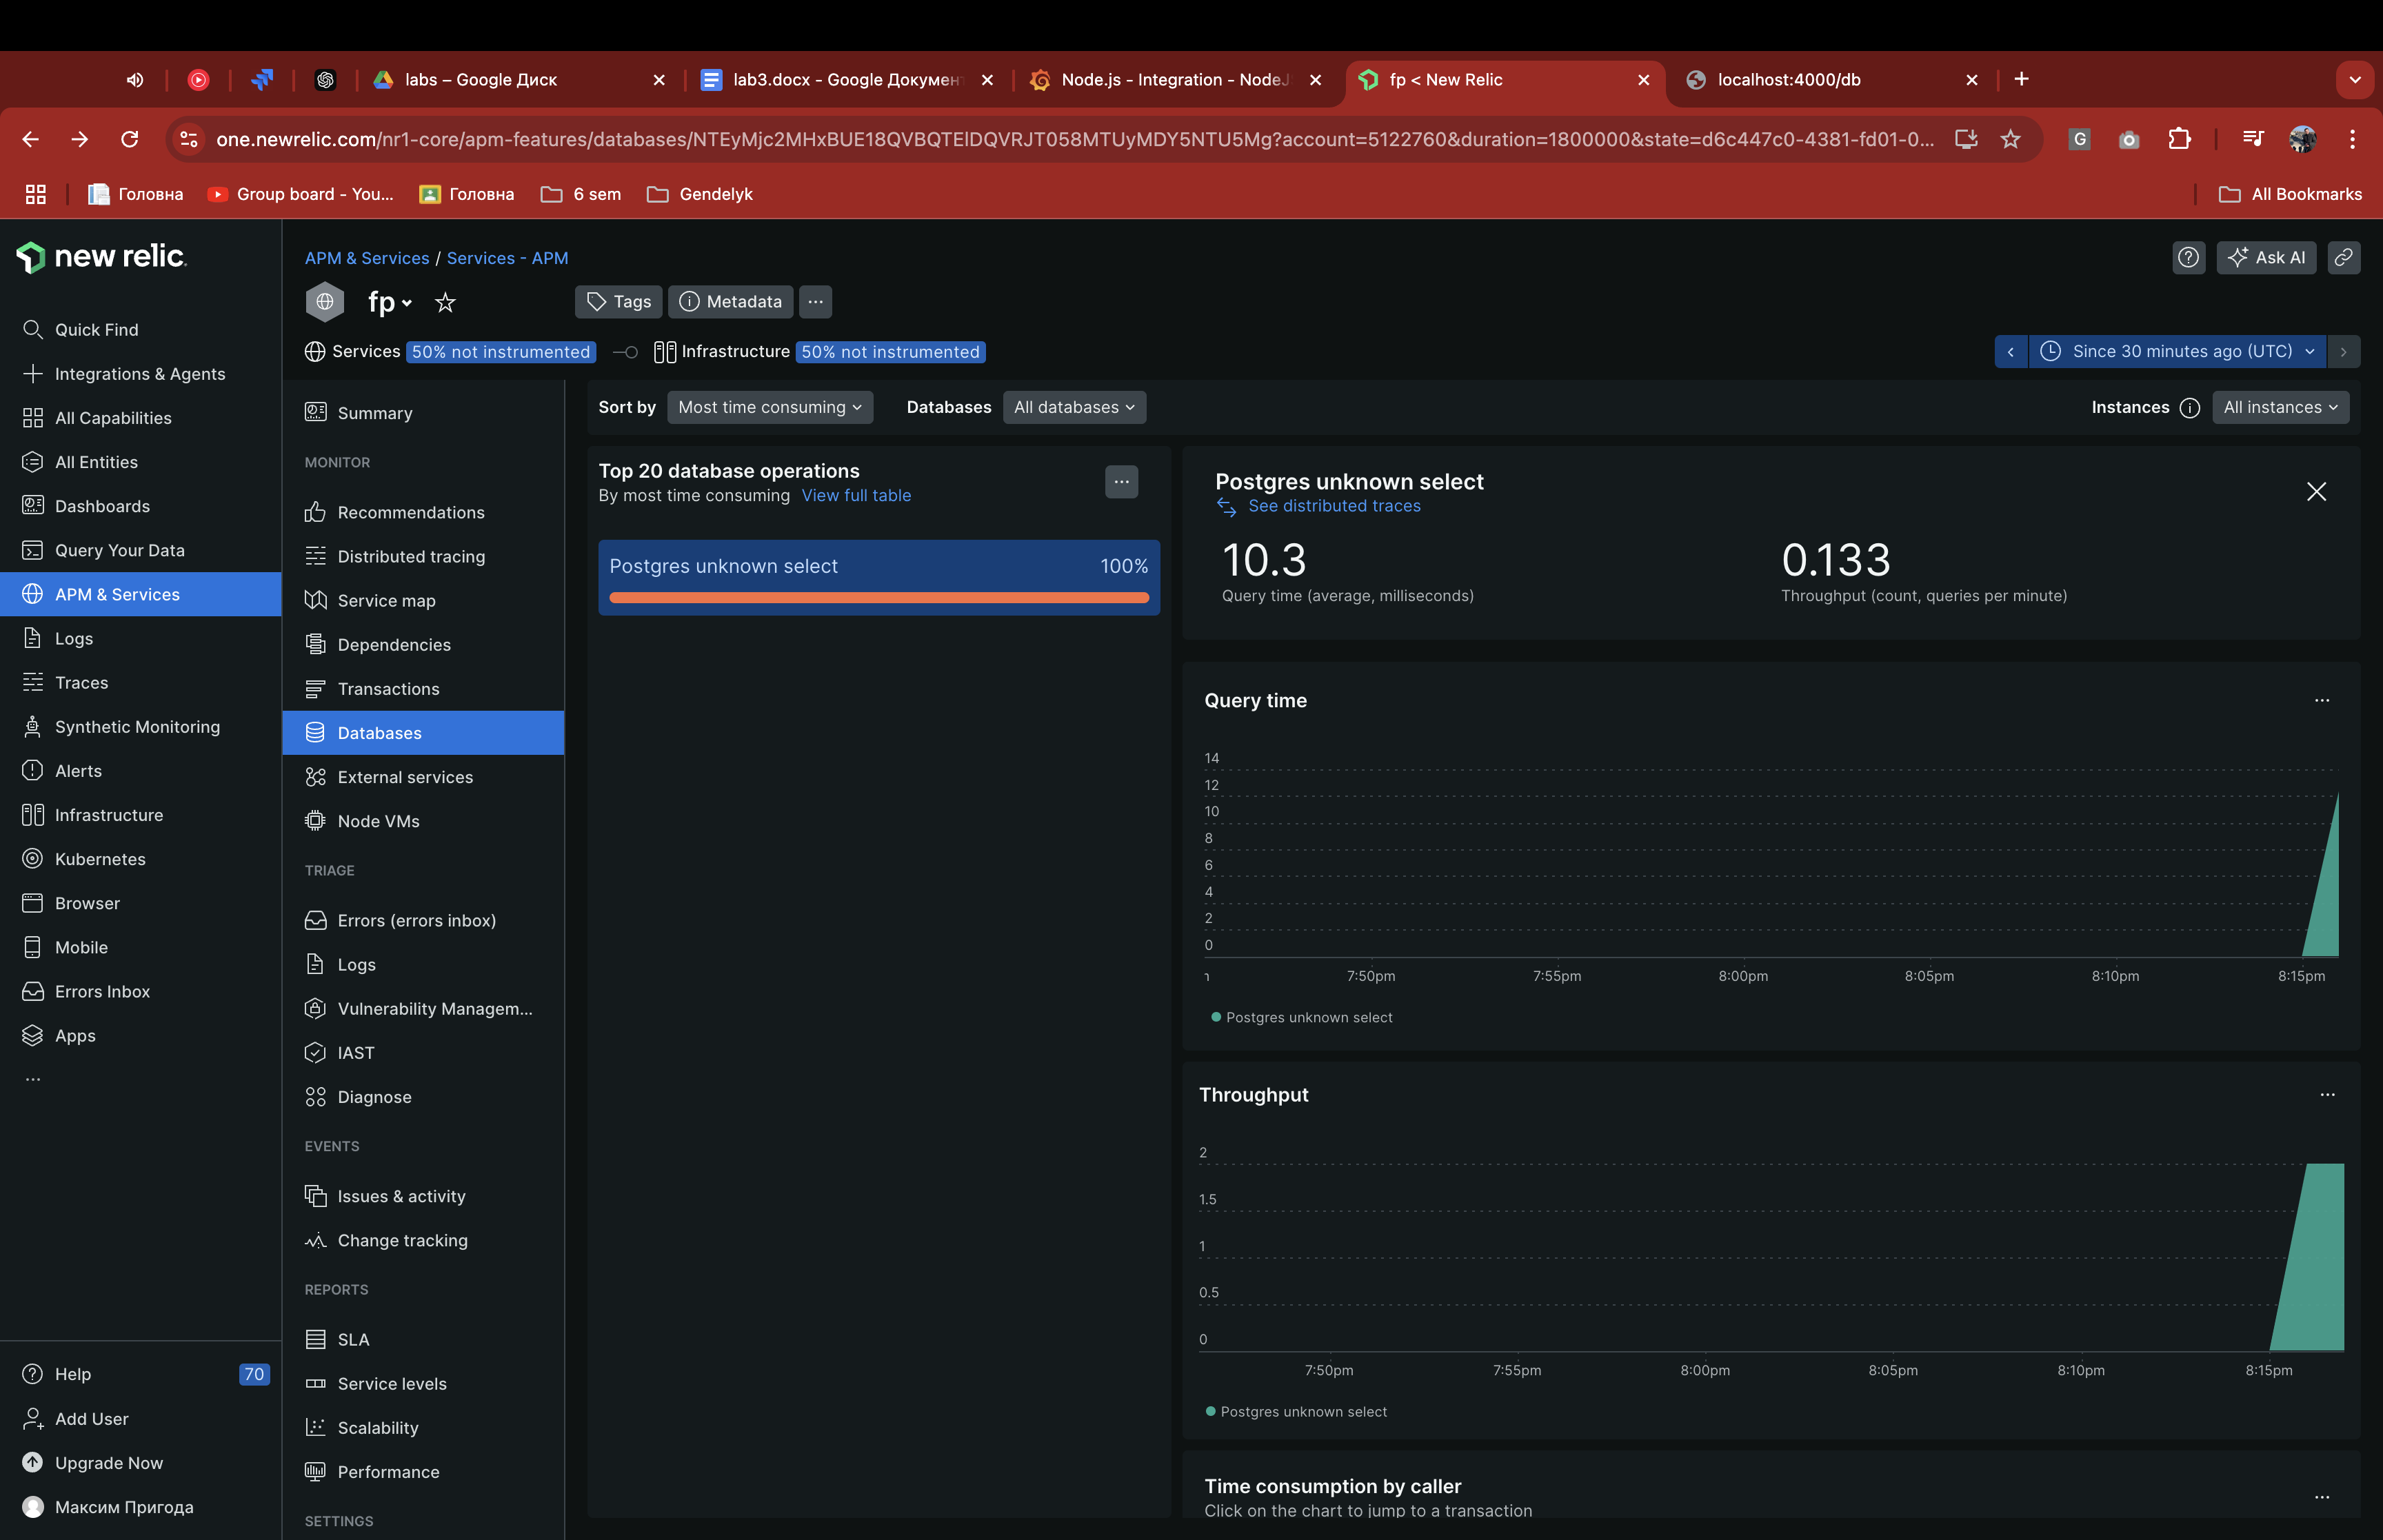 labs – Google Диск
lab3.docx - Google Докумен
Node.js - Integration - NodeJ
fp < New Relic
localhost:4000/db
one.newrelic.com/nr1-core/apm-features/databases/NTEyMjc2MHxBUE18QVBQTElDQVRJT058MTUyMDY5NTU5Mg?account=5122760&duration=1800000&state=d6c447c0-4381-fd01-0...
G
Головна
Group board - You...
Головна
6 sem
Gendelyk
All Bookmarks
new relic.
Quick Find
Integrations & Agents
All Capabilities
All Entities
Dashboards
Query Your Data
APM & Services
Logs
Traces
Synthetic Monitoring
Alerts
Infrastructure
Kubernetes
Browser
Mobile
Errors Inbox
Apps
...
Help 70
Add User
Upgrade Now
Максим Пригода
APM & Services / Services - APM
Ask AI
fp
Tags
Metadata
...
Services 50% not instrumented
Infrastructure 50% not instrumented
Since 30 minutes ago (UTC)
Summary
MONITOR
Recommendations
Distributed tracing
Service map
Dependencies
Transactions
Databases
External services
Node VMs
TRIAGE
Errors (errors inbox)
Logs
Vulnerability Managem...
IAST
Diagnose
EVENTS
Issues & activity
Change tracking
REPORTS
SLA
Service levels
Scalability
Performance
SETTINGS
Sort by Most time consuming
Databases All databases
Instances All instances
Top 20 database operations
By most time consuming View full table
...
Postgres unknown select 100%
Postgres unknown select
See distributed traces
10.3
Query time (average, milliseconds)
0.133
Throughput (count, queries per minute)
Query time
...
14
12
10
8
6
4
2
0
7:50pm 7:55pm 8:00pm 8:05pm 8:10pm 8:15pm
Postgres unknown select
Throughput
...
2
1.5
1
0.5
0
7:50pm 7:55pm 8:00pm 8:05pm 8:10pm 8:15pm
Postgres unknown select
Time consumption by caller
...
Click on the chart to jump to a transaction